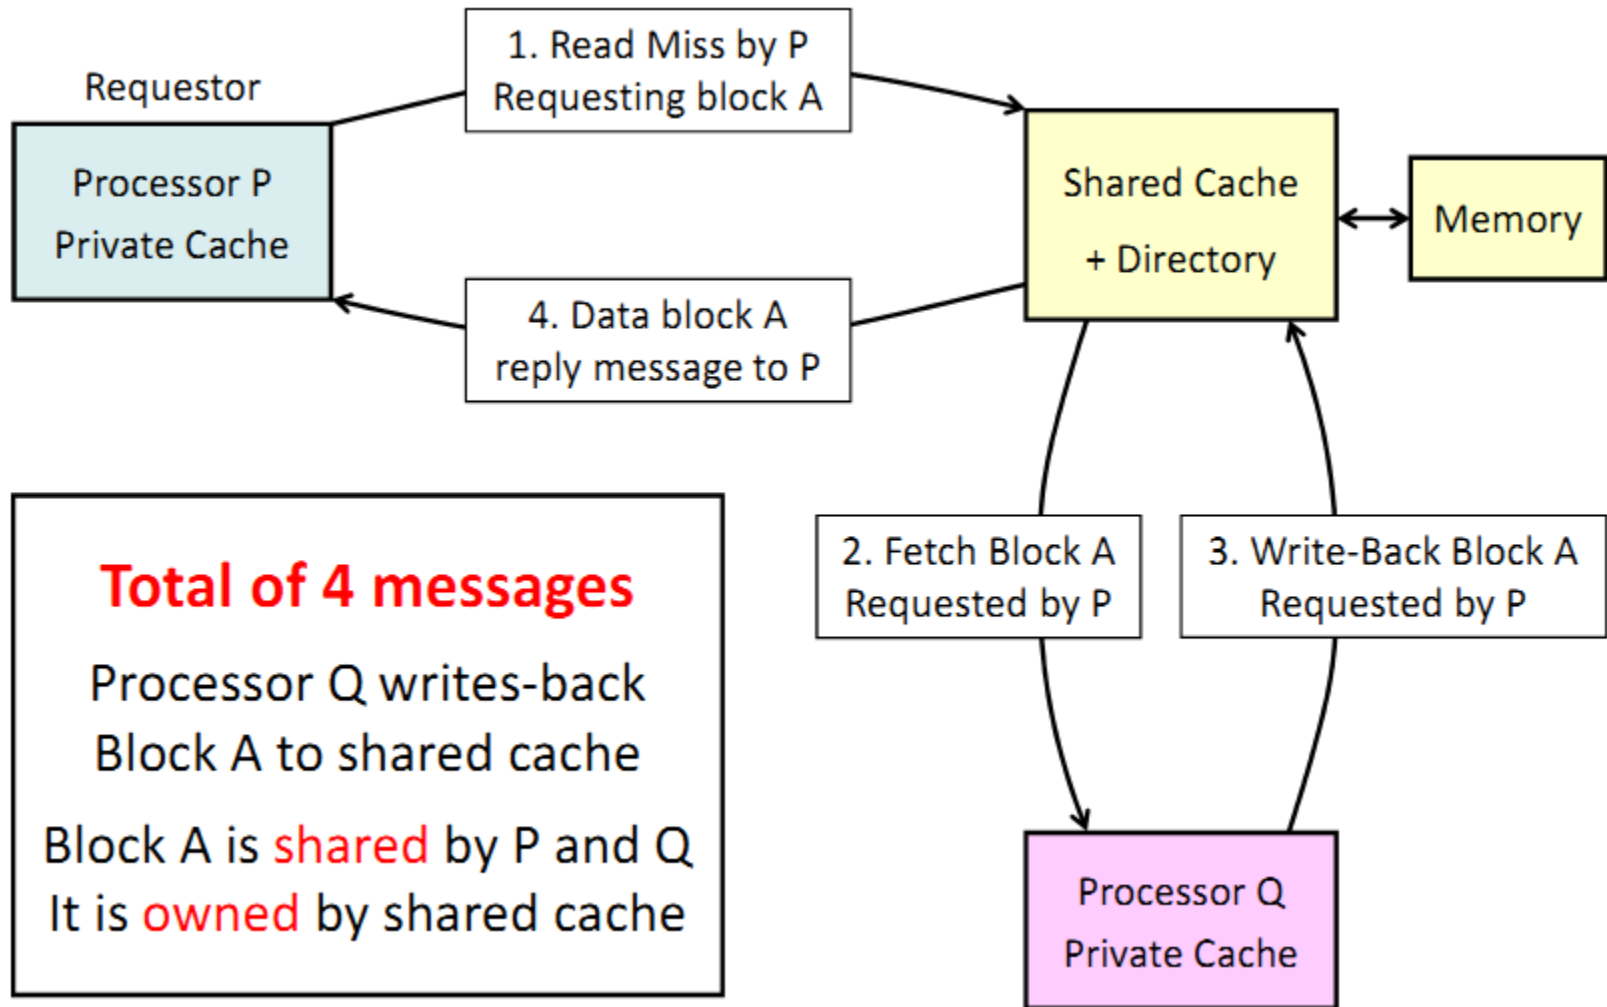 Requestor
Processor P
Private Cache
1. Read Miss by P
Requesting block A
Shared Cache
+ Directory
Memory
4. Data block A
reply message to P
2. Fetch Block A
Requested by P
3. Write-Back Block A
Requested by P
Processor Q
Private Cache
Total of 4 messages
Processor Q writes-back
Block A to shared cache
Block A is shared by P and Q
It is owned by shared cache